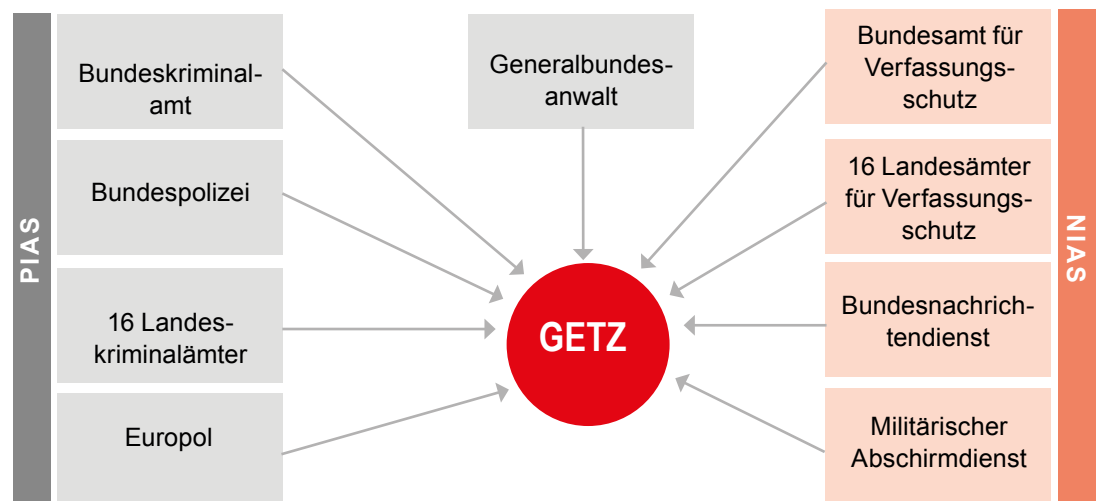 PIAS
Bundeskriminal-
amt
Bundespolizei
16 Landes-
kriminalämter
Europol
Generalbundes-
anwalt
GETZ
Bundesamt für
Verfassungs-
schutz
16 Landesämter
für Verfassungs-
schutz
Bundesnachrich-
tendienst
Militärischer
Abschirmdienst
NIAS